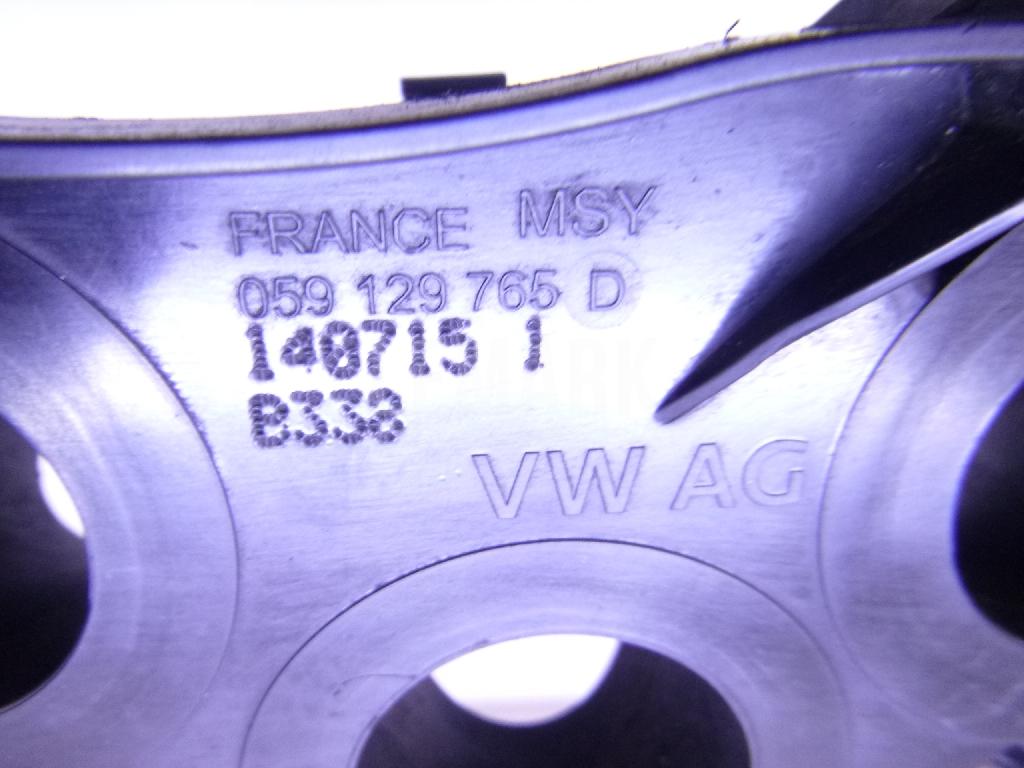 FRANCE MSY
059 129 765 D
140715 1
B338
VW AG